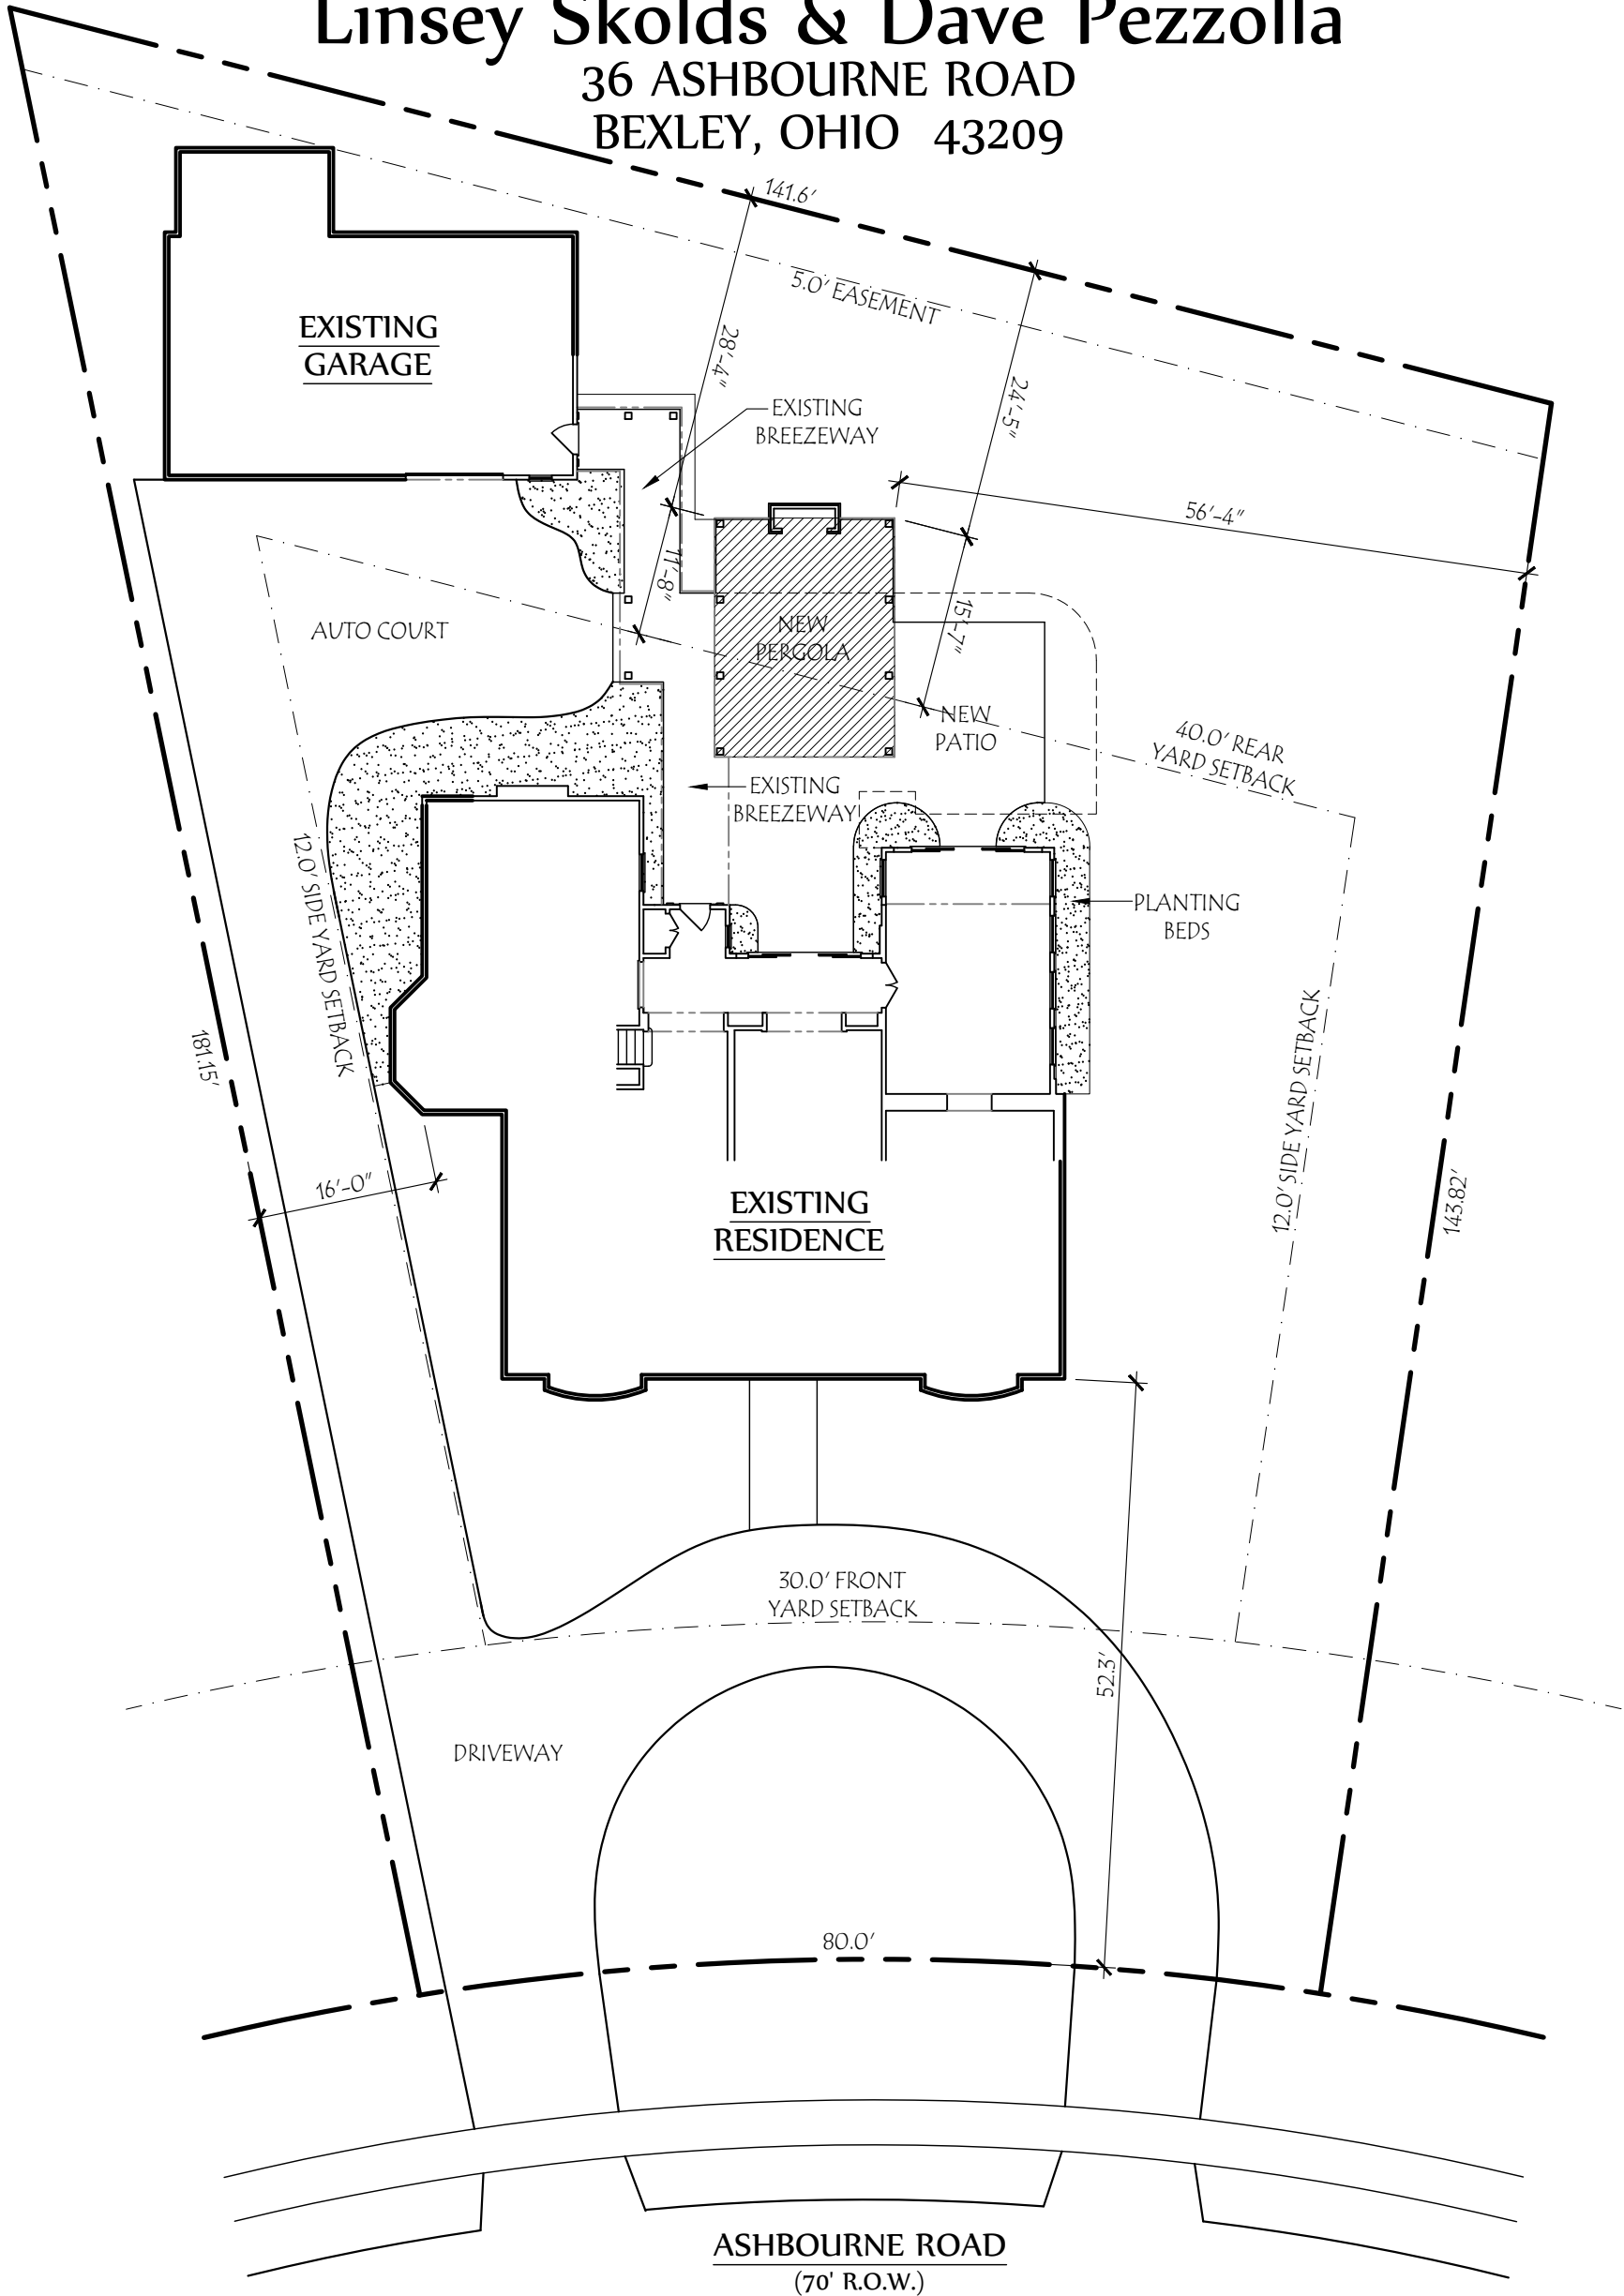 Linsey Skolds & Dave Pezzolla
36 ASHBOURNE ROAD
BEXLEY, OHIO 43209
141.6'
5.0' EASEMENT
EXISTING
GARAGE
28'-4"
24'-5"
EXISTING
BREEZEWAY
56'-4"
11'-8"
15'-7"
AUTO COURT
NEW
PERGOLA
NEW
PATIO
40.0' REAR
YARD SETBACK
EXISTING
BREEZEWAY
12.0' SIDE YARD SETBACK
PLANTING
BEDS
181.15'
12.0' SIDE YARD SETBACK
143.82'
16'-0"
EXISTING
RESIDENCE
30.0' FRONT
YARD SETBACK
52.3'
DRIVEWAY
80.0'
ASHBOURNE ROAD
(70' R.O.W.)